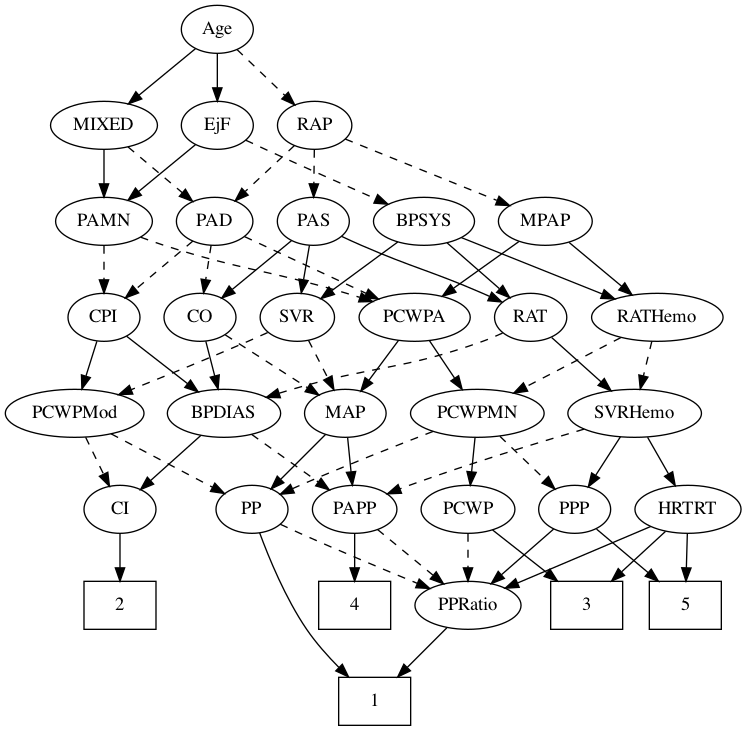 Age
MIXED EjF RAP
PAMN PAD PAS BPSYS MPAP
CPI CO SVR PCWPA RAT RATHemo
PCWPMod BPDIAS MAP PCWPMN SVRHemo
CI PP PAPP PCWP PPP HRTRT
2 4 PPRatio 3 5
1